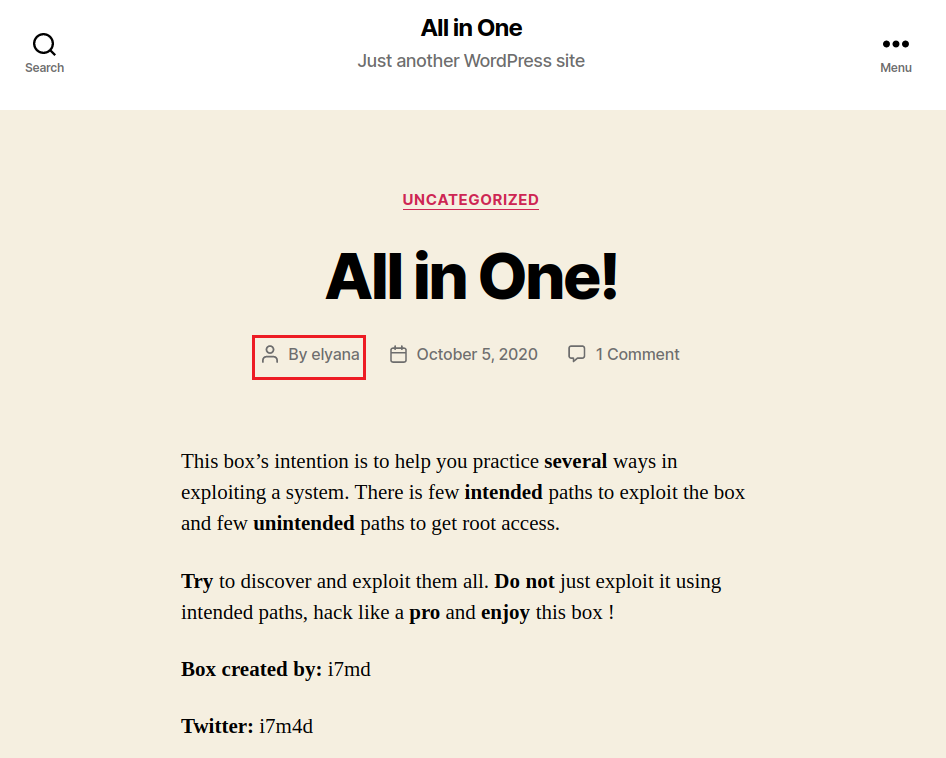 All in One
Just another WordPress site
Search
Menu
UNCATEGORIZED
All in One!
By elyana
October 5, 2020
1 Comment
This box’s intention is to help you practice several ways in
exploiting a system. There is few intended paths to exploit the box
and few unintended paths to get root access.
Try to discover and exploit them all. Do not just exploit it using
intended paths, hack like a pro and enjoy this box !
Box created by: i7md
Twitter: i7m4d